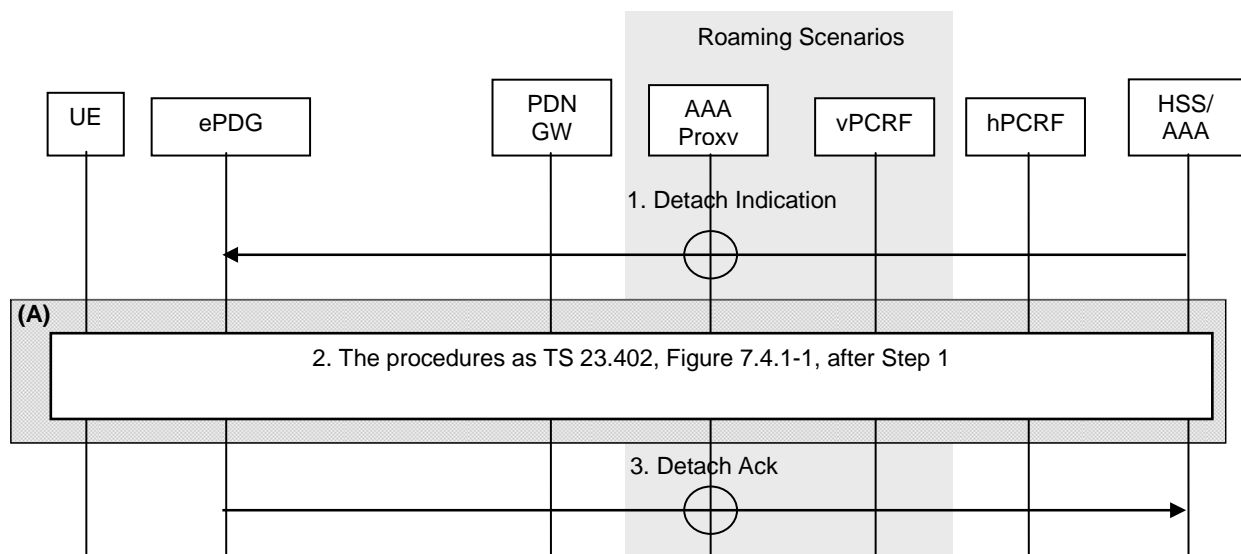 Roaming Scenarios
UE
ePDG
PDN
GW
AAA
Proxv
vPCRF
hPCRF
HSS/
AAA
1. Detach Indication
(A)
2. The procedures as TS 23.402, Figure 7.4.1-1, after Step 1
3. Detach Ack